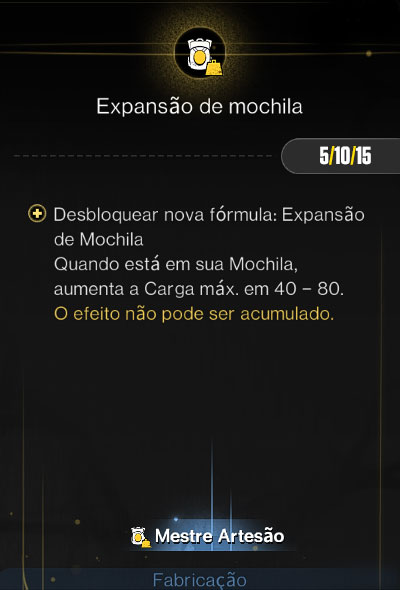 Expansão de mochila
5/10/15
Desbloquear nova fórmula: Expansão
de Mochila
Quando está em sua Mochila,
aumenta a Carga máx. em 40 – 80.
O efeito não pode ser acumulado.
Mestre Artesão
Fabricação